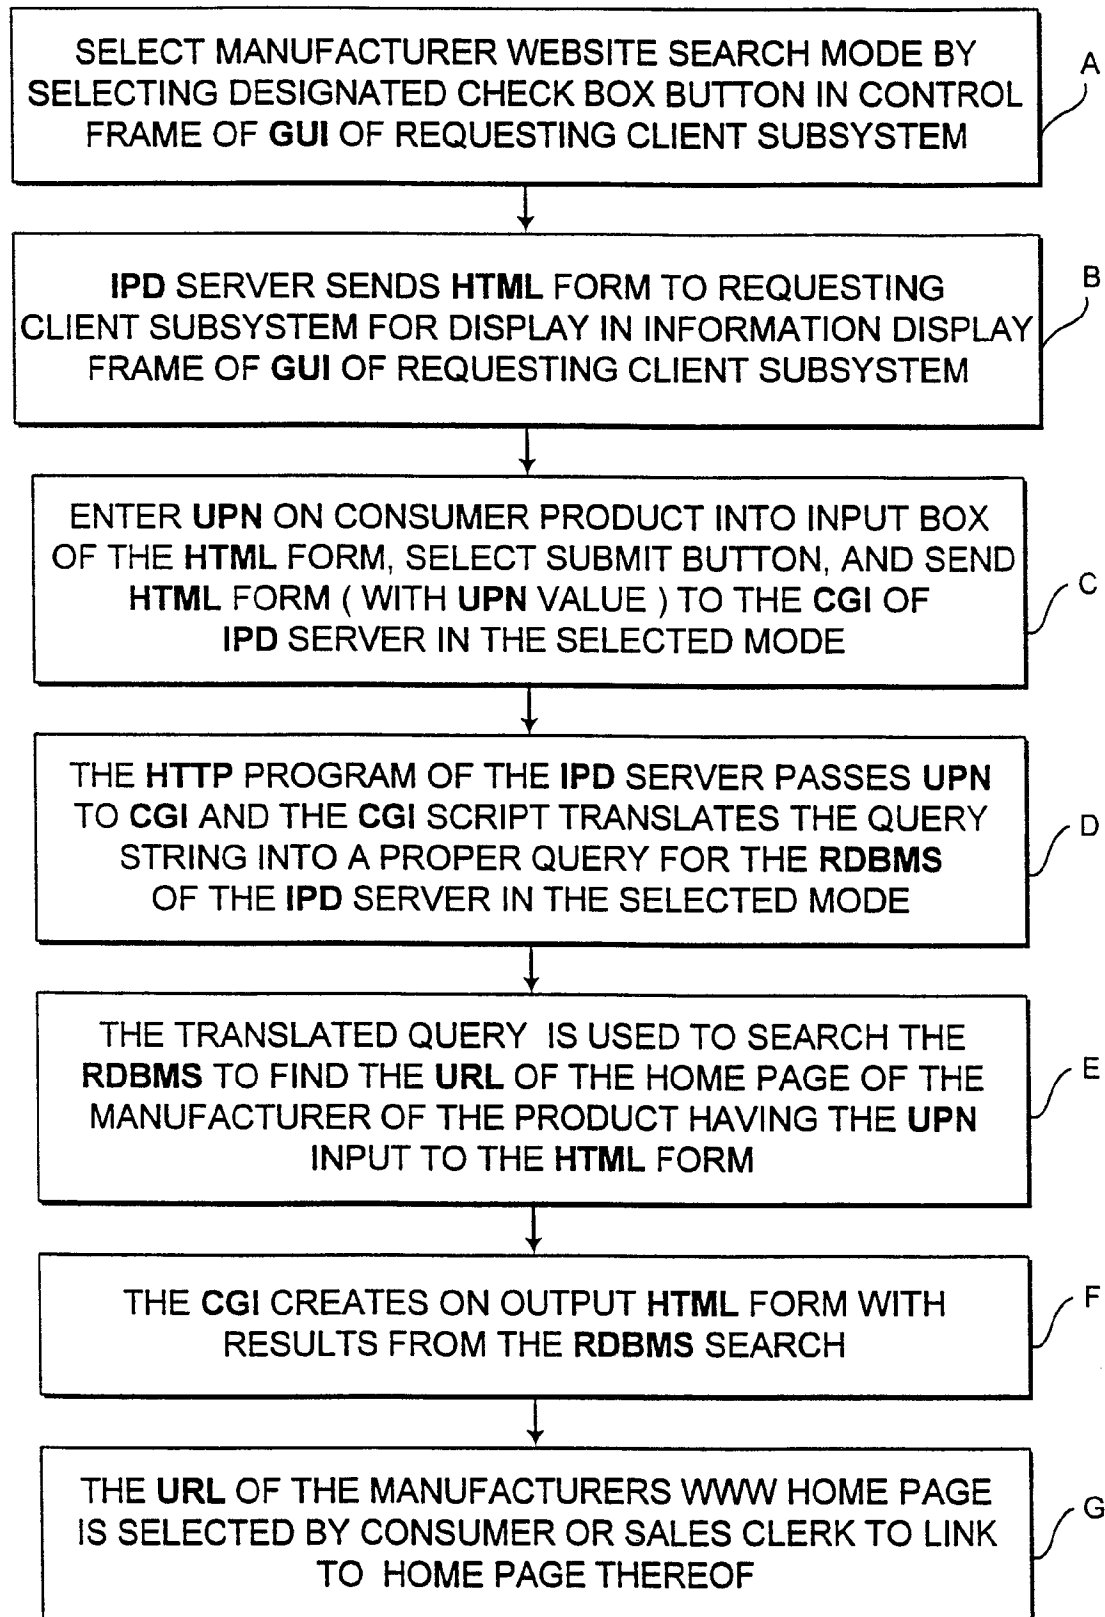 SELECT MANUFACTURER WEBSITE SEARCH MODE BY
SELECTING DESIGNATED CHECK BOX BUTTON IN CONTROL
FRAME OF GUI OF REQUESTING CLIENT SUBSYSTEM
A
IPD SERVER SENDS HTML FORM TO REQUESTING
CLIENT SUBSYSTEM FOR DISPLAY IN INFORMATION DISPLAY
FRAME OF GUI OF REQUESTING CLIENT SUBSYSTEM
B
ENTER UPN ON CONSUMER PRODUCT INTO INPUT BOX
OF THE HTML FORM, SELECT SUBMIT BUTTON, AND SEND
HTML FORM ( WITH UPN VALUE ) TO THE CGI OF
IPD SERVER IN THE SELECTED MODE
C
THE HTTP PROGRAM OF THE IPD SERVER PASSES UPN
TO CGI AND THE CGI SCRIPT TRANSLATES THE QUERY
STRING INTO A PROPER QUERY FOR THE RDBMS
OF THE IPD SERVER IN THE SELECTED MODE
D
THE TRANSLATED QUERY IS USED TO SEARCH THE
RDBMS TO FIND THE URL OF THE HOME PAGE OF THE
MANUFACTURER OF THE PRODUCT HAVING THE UPN
INPUT TO THE HTML FORM
E
THE CGI CREATES ON OUTPUT HTML FORM WITH
RESULTS FROM THE RDBMS SEARCH
F
THE URL OF THE MANUFACTURERS WWW HOME PAGE
IS SELECTED BY CONSUMER OR SALES CLERK TO LINK
TO HOME PAGE THEREOF
G